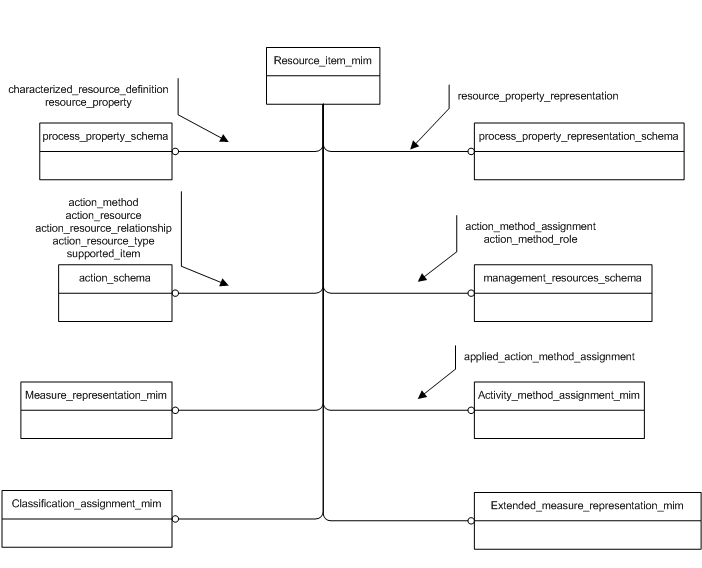 Resource_item_mim
characterized_resource_definition
resource_property
resource_property_representation
process_property_schema
process_property_representation_schema
action_method
action_resource
action_resource_relationship
action_resource_type
supported_item
action_method_assignment
action_method_role
action_schema
management_resources_schema
applied_action_method_assignment
Measure_representation_mim
Activity_method_assignment_mim
Classification_assignment_mim
Extended_measure_representation_mim